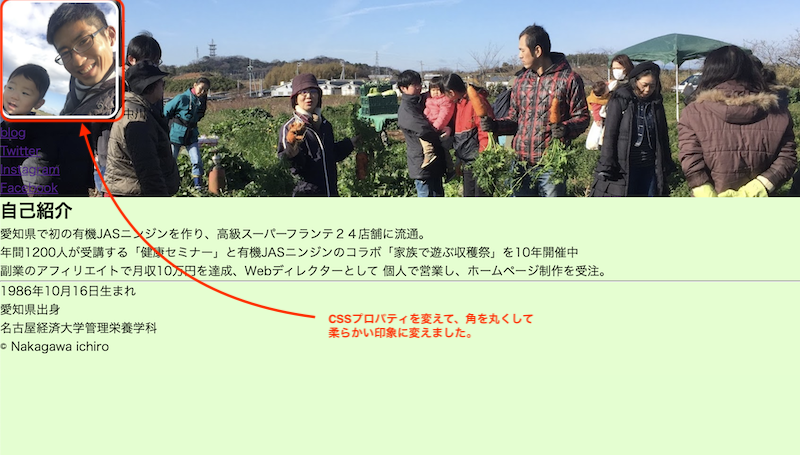 中川
blog
Twitter
Instagram
Facebook
自己紹介
愛知県で初の有機JASニンジンを作り、高級スーパーフランテ２４店舗に流通。
年間1200人が受講する「健康セミナー」と有機JASニンジンのコラボ「家族で遊ぶ収穫祭」を10年開催中
副業のアフィリエイトで月収10万円を達成、Webディレクターとして 個人で営業し、ホームページ制作を受注。
1986年10月16日生まれ
愛知県出身
名古屋経済大学管理栄養学科
© Nakagawa ichiro
CSSプロパティを変えて、角を丸くして
柔らかい印象に変えました。